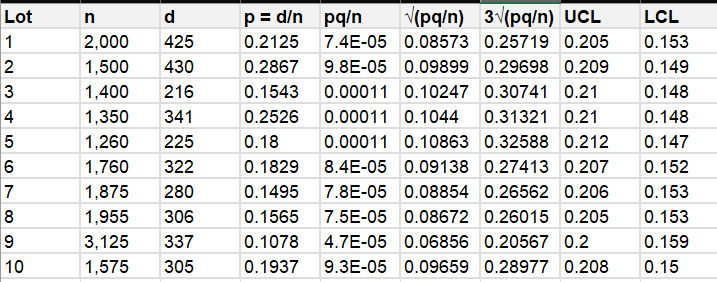 Lot n d p = d/n pq/n √(pq/n) 3√(pq/n) UCL LCL
1 2,000 425 0.2125 7.4E-05 0.08573 0.25719 0.205 0.153
2 1,500 430 0.2867 9.8E-05 0.09899 0.29698 0.209 0.149
3 1,400 216 0.1543 0.00011 0.10247 0.30741 0.21 0.148
4 1,350 341 0.2526 0.00011 0.1044 0.31321 0.21 0.148
5 1,260 225 0.18 0.00011 0.10863 0.32588 0.212 0.147
6 1,760 322 0.1829 8.4E-05 0.09138 0.27413 0.207 0.152
7 1,875 280 0.1495 7.8E-05 0.08854 0.26562 0.206 0.153
8 1,955 306 0.1565 7.5E-05 0.08672 0.26015 0.205 0.153
9 3,125 337 0.1078 4.7E-05 0.06856 0.20567 0.2 0.159
10 1,575 305 0.1937 9.3E-05 0.09659 0.28977 0.208 0.15